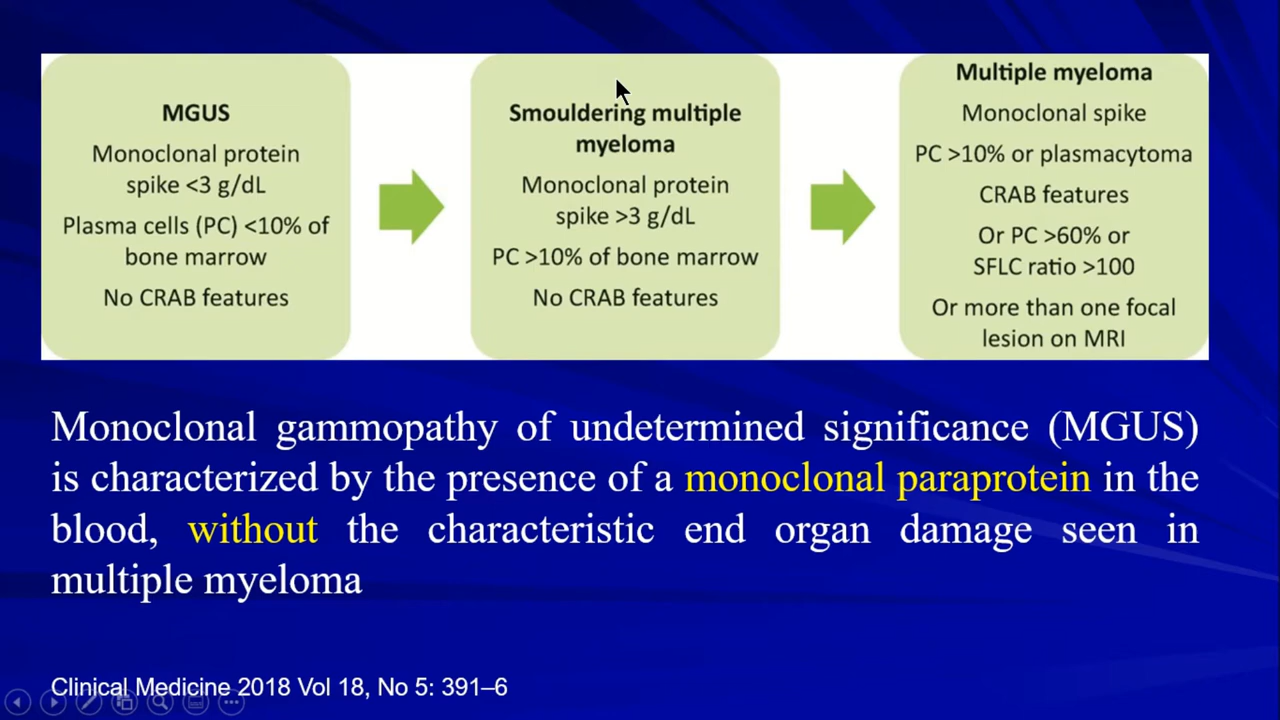 MGUS
Monoclonal protein
spike <3 g/dL
Plasma cells (PC) <10% of
bone marrow
No CRAB features
Smouldering multiple
myeloma
Monoclonal protein
spike >3 g/dL
PC >10% of bone marrow
No CRAB features
Multiple myeloma
Monoclonal spike
PC >10% or plasmacytoma
CRAB features
Or PC >60% or
SFLC ratio >100
Or more than one focal
lesion on MRI
Monoclonal gammopathy of undetermined significance (MGUS)
is characterized by the presence of a monoclonal paraprotein in the
blood, without the characteristic end organ damage seen in
multiple myeloma
Clinical Medicine 2018 Vol 18, No 5: 391–6